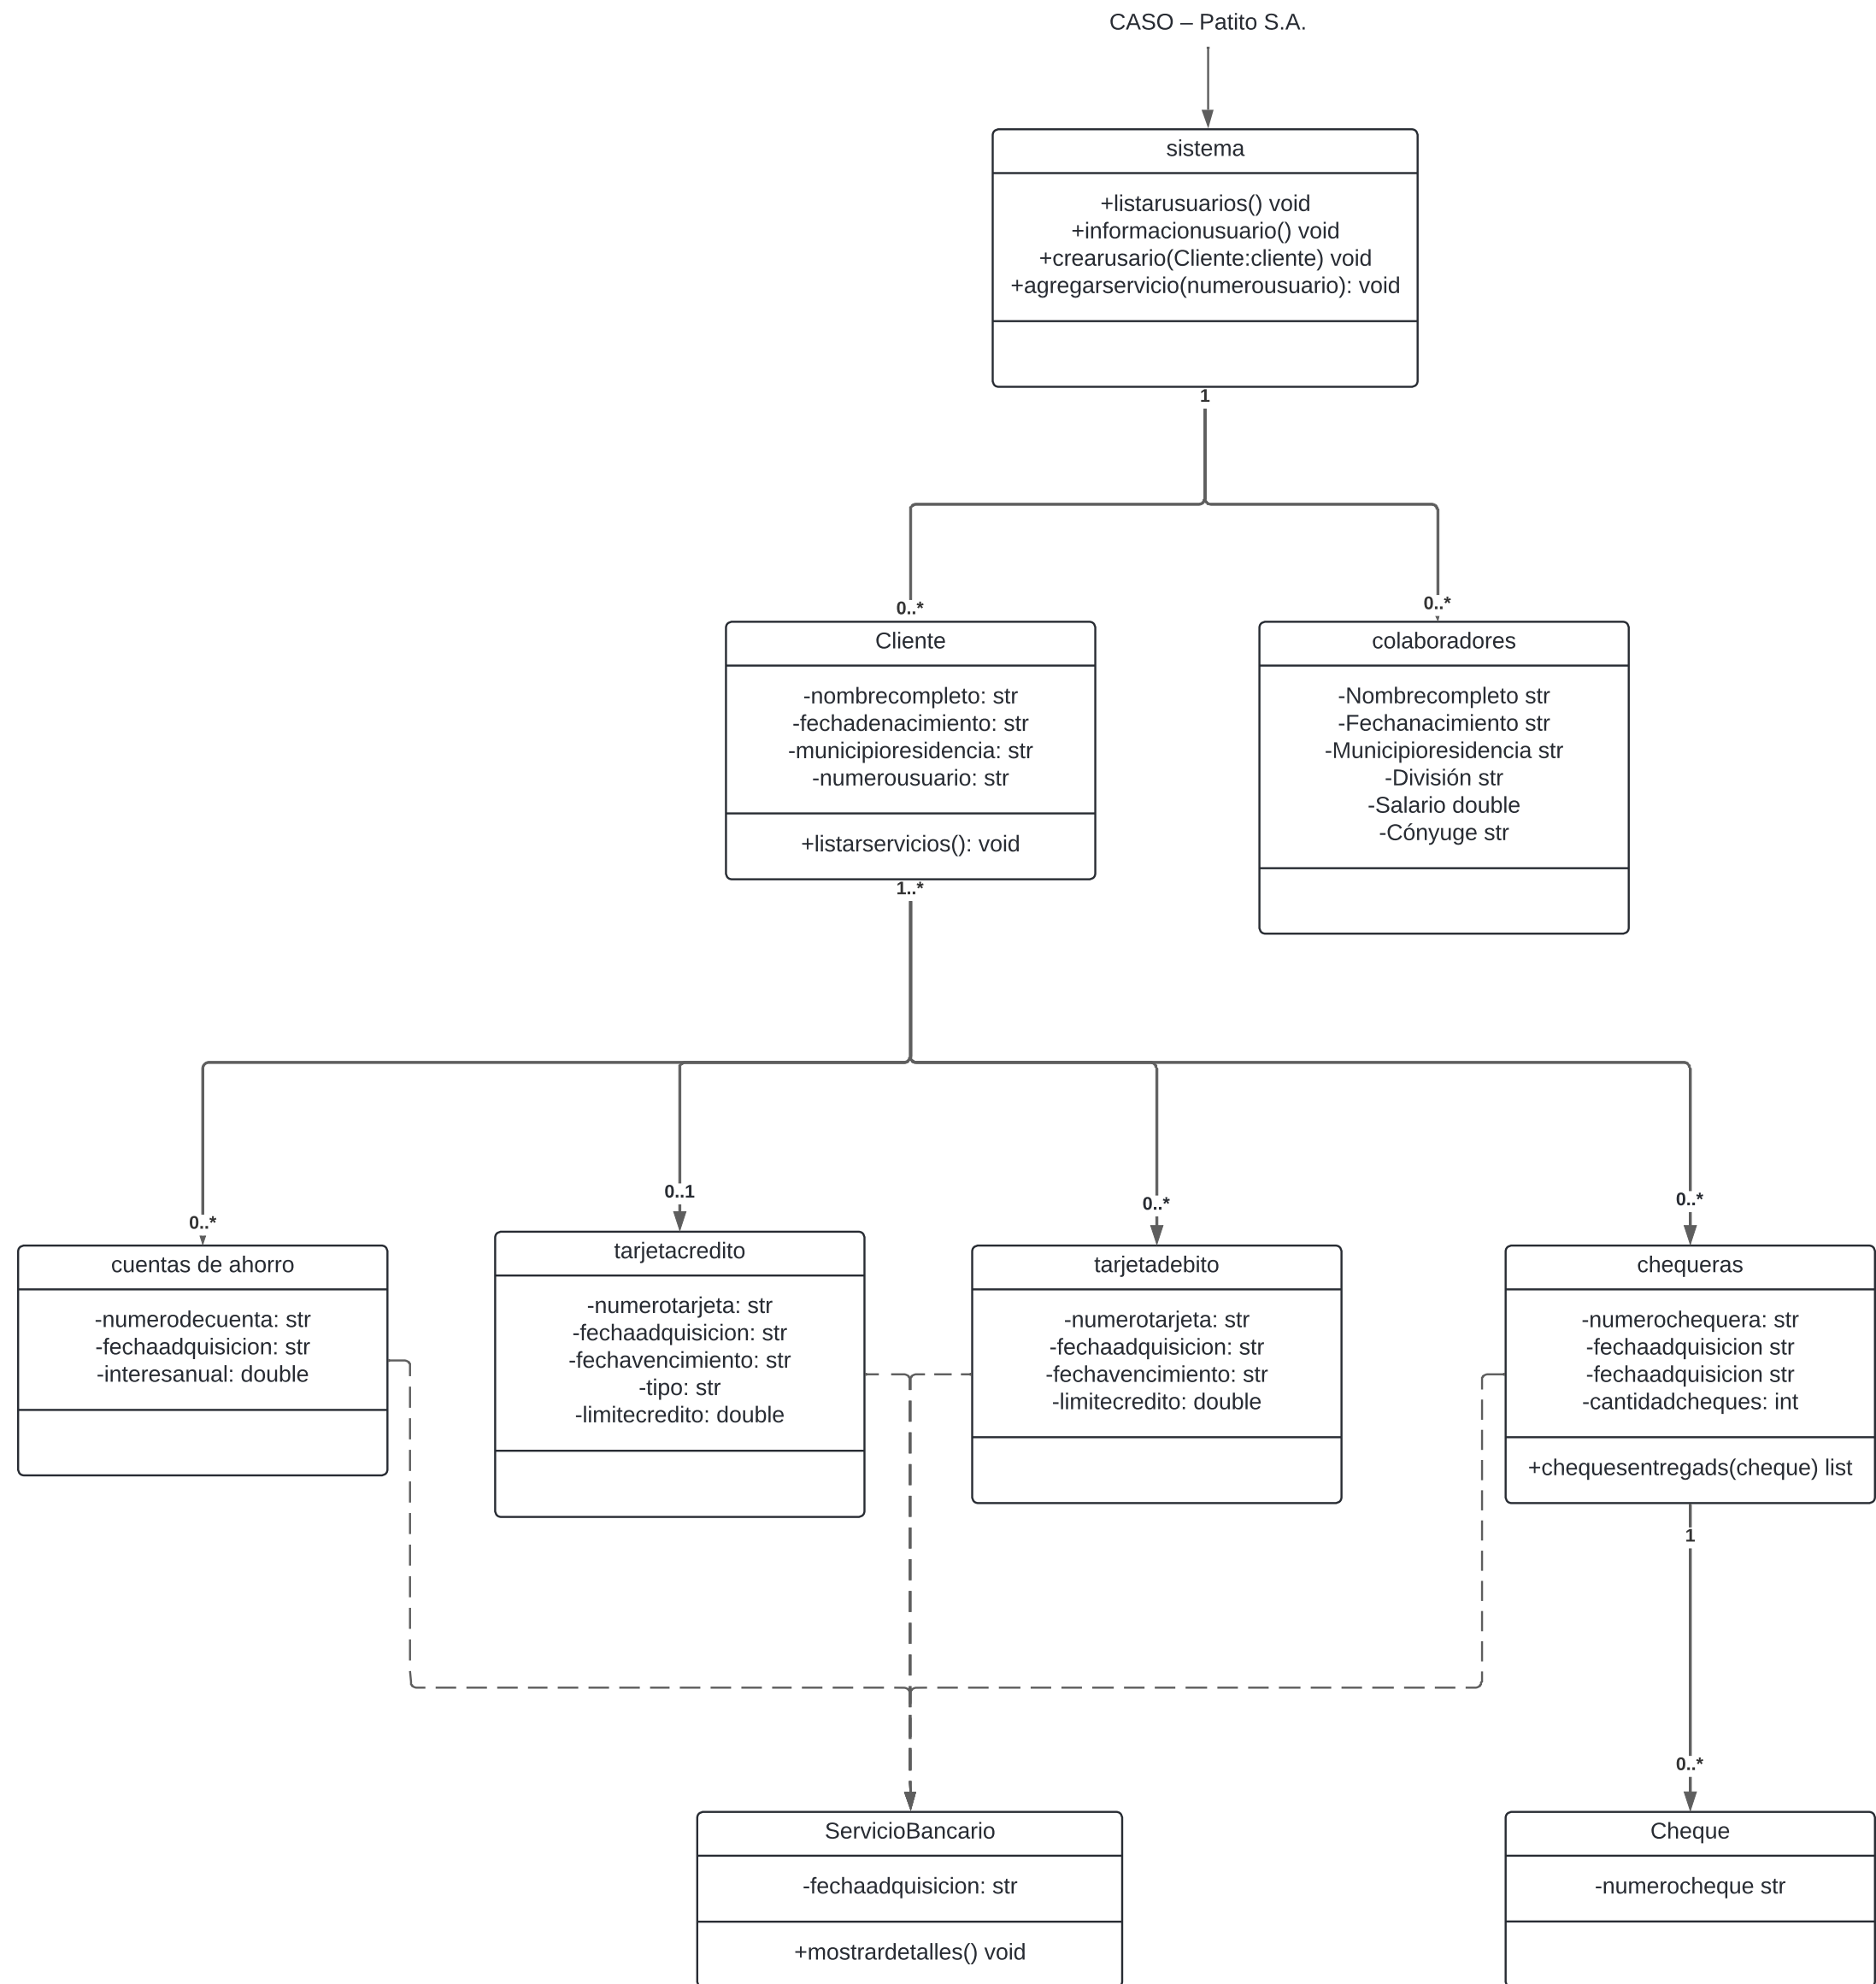 CASO – Patito S.A.
sistema
+listarusuarios() void
+informacionusuario() void
+crearusario(Cliente:cliente) void
+agregarservicio(numerousuario): void
1
0..*
0..*
Cliente
-nombrecompleto: str
-fechadenacimiento: str
-municipioresidencia: str
-numerousuario: str
+listarservicios(): void
1..*
colaboradores
-Nombrecompleto str
-Fechanacimiento str
-Municipioresidencia str
-División str
-Salario double
-Cónyuge str
0..*
0..1
0..*
0..*
cuentas de ahorro
-numerodecuenta: str
-fechaadquisicion: str
-interesanual: double
tarjetacredito
-numerotarjeta: str
-fechaadquisicion: str
-fechavencimiento: str
-tipo: str
-limitecredito: double
tarjetadebito
-numerotarjeta: str
-fechaadquisicion: str
-fechavencimiento: str
-limitecredito: double
chequeras
-numerochequera: str
-fechaadquisicion str
-fechaadquisicion str
-cantidadcheques: int
+chequesentregads(cheque) list
1
0..*
ServicioBancario
-fechaadquisicion: str
+mostrardetalles() void
Cheque
-numerocheque str